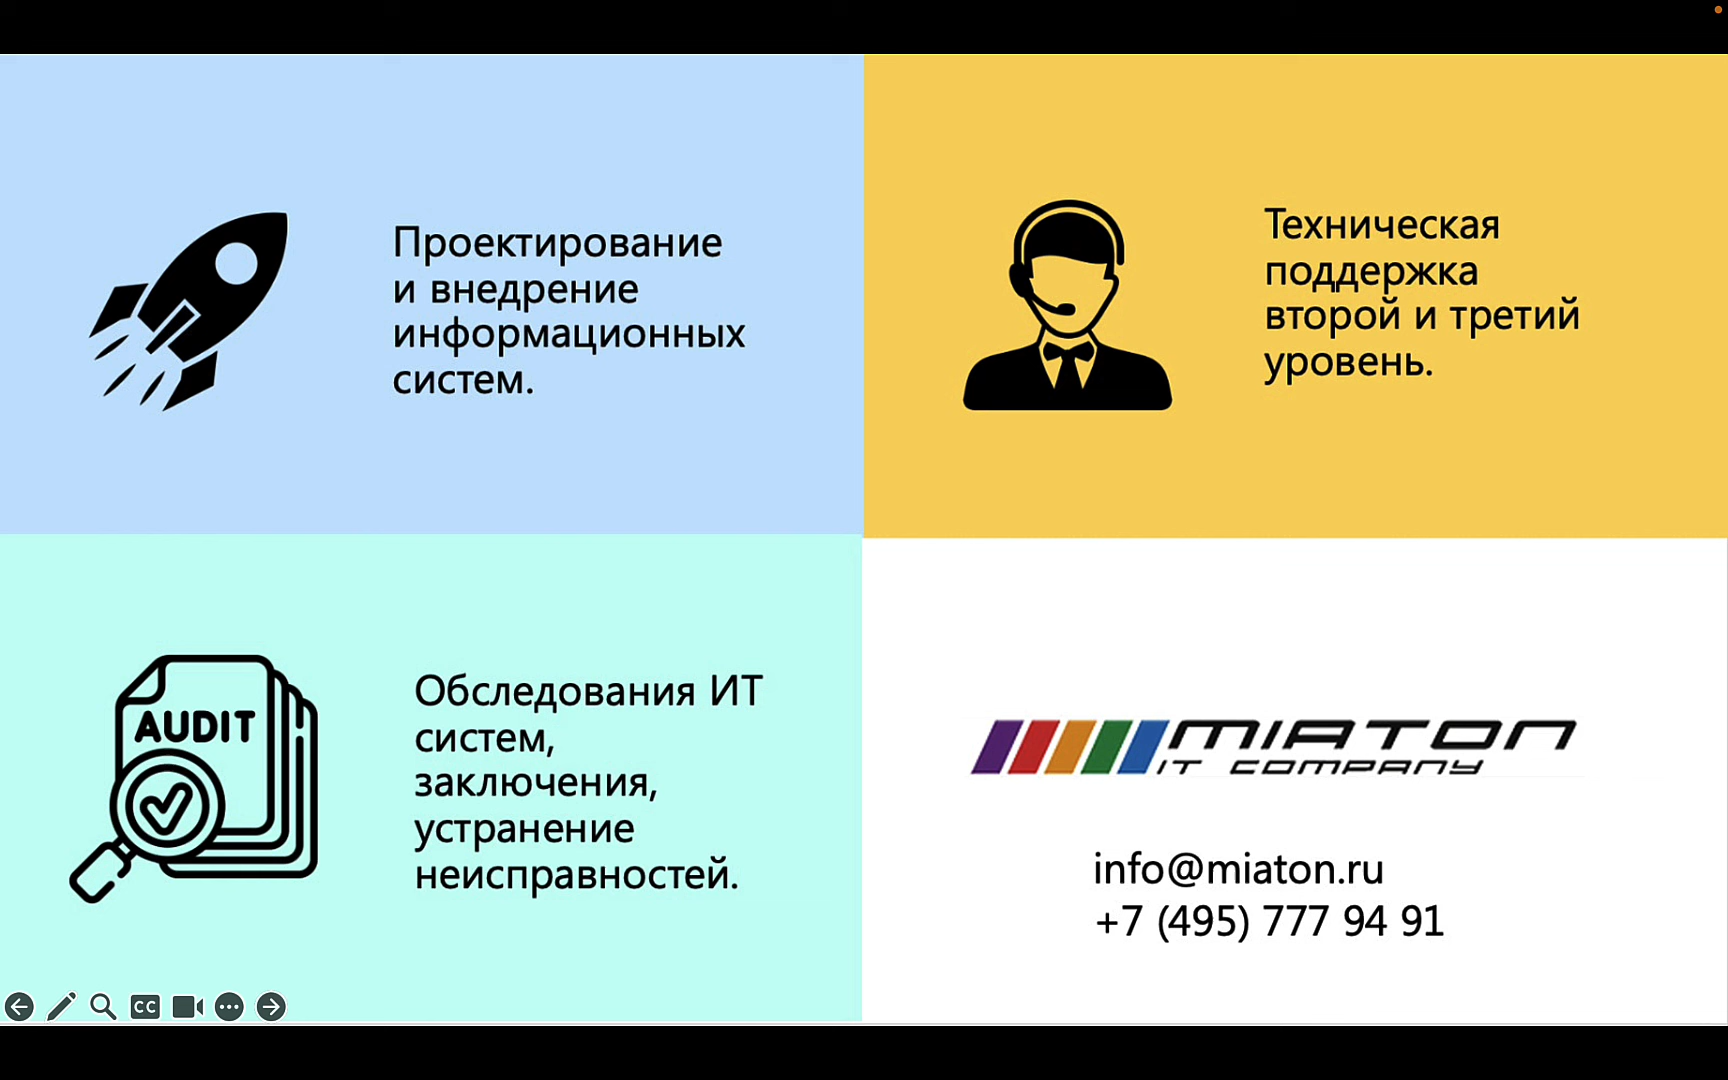 Проектирование
и внедрение
информационных
систем.
Техническая
поддержка
второй и третий
уровень.
AUDIT
Обследования ИТ
систем,
заключения,
устранение
неисправностей.
MIATON
IT COMPANY
info@miaton.ru
+7 (495) 777 94 91
CC